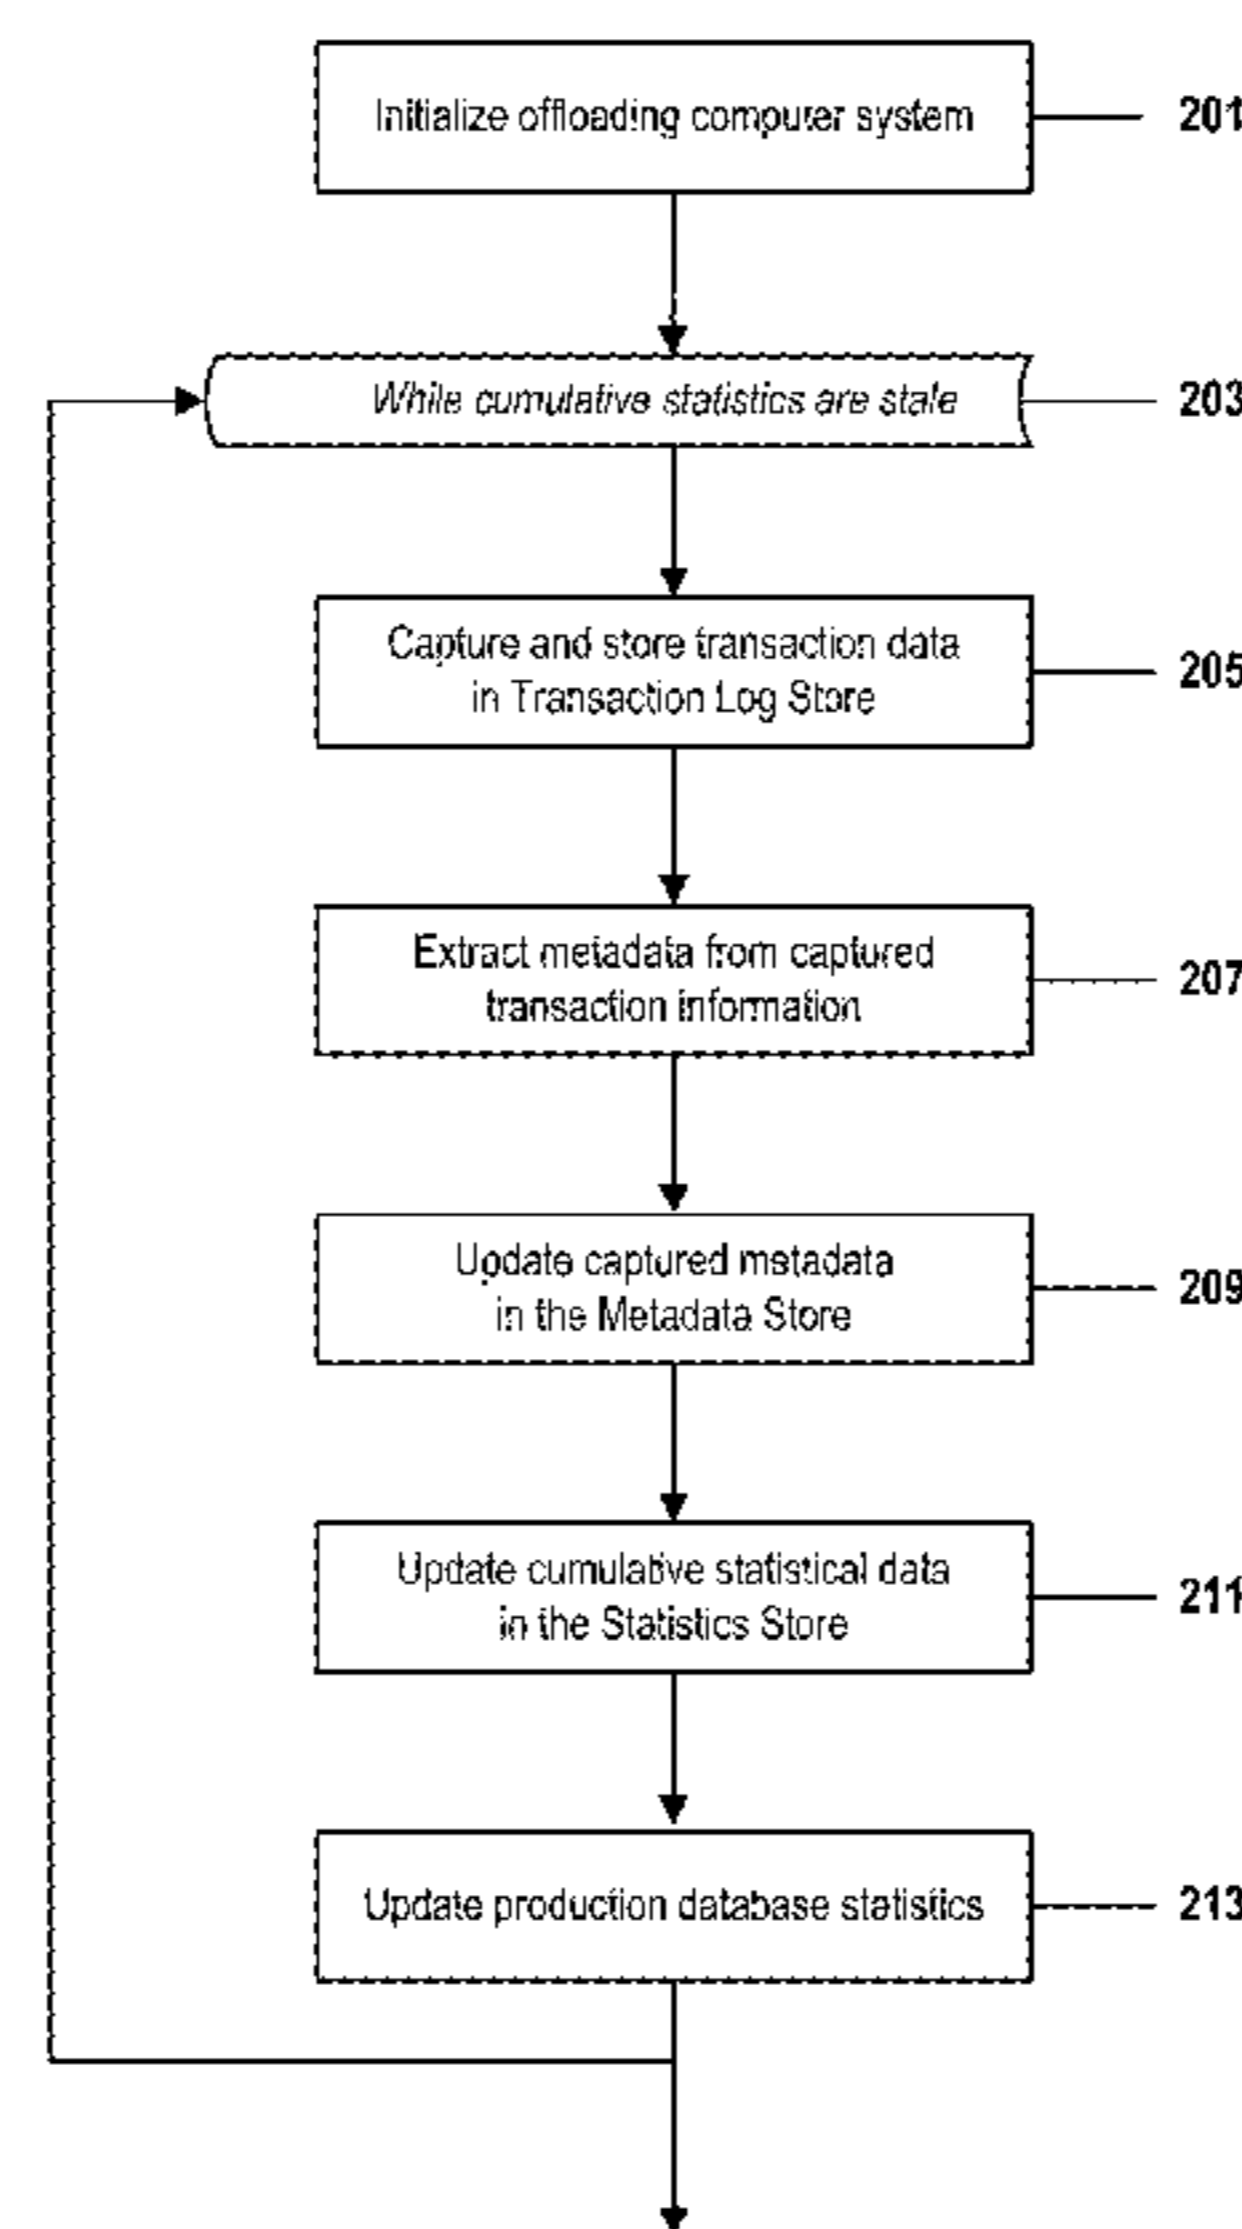 Initialize offloading computer system
201
While cumulative statistics are stale
203
Capture and store transaction data
in Transaction Log Store
205
Extract metadata from captured
transaction information
207
Update captured metadata
in the Metadata Store
209
Update cumulative statistical data
in the Statistics Store
211
Update production database statistics
213